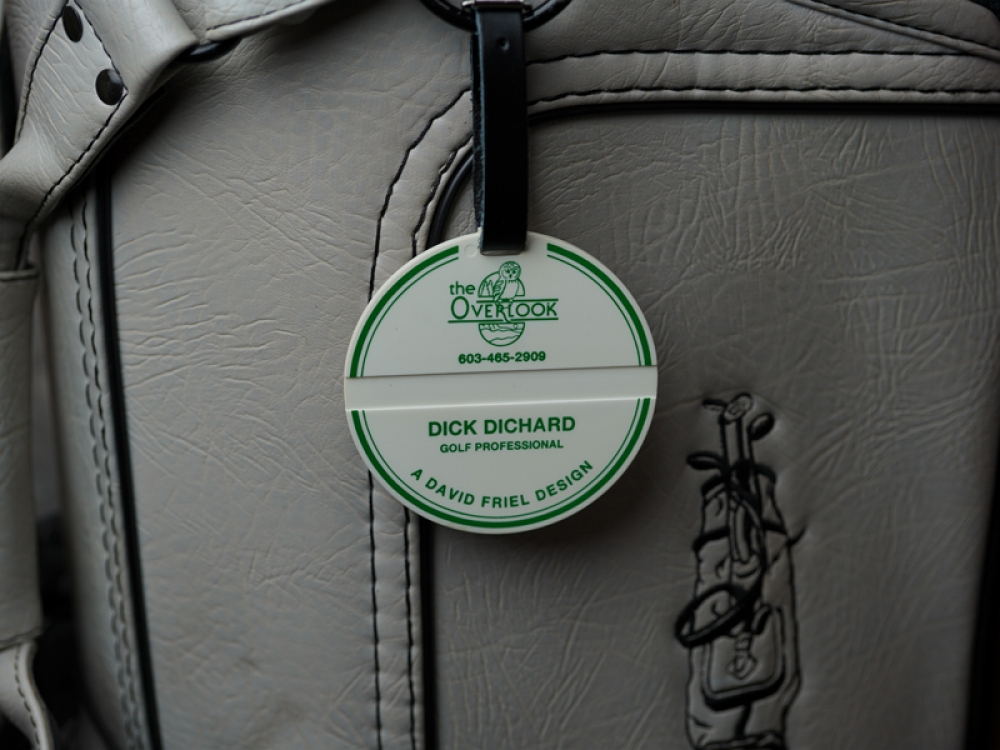 the
OVERLOOK
603-465-2909
DICK DICHARD
GOLF PROFESSIONAL
A DAVID FRIEL DESIGN